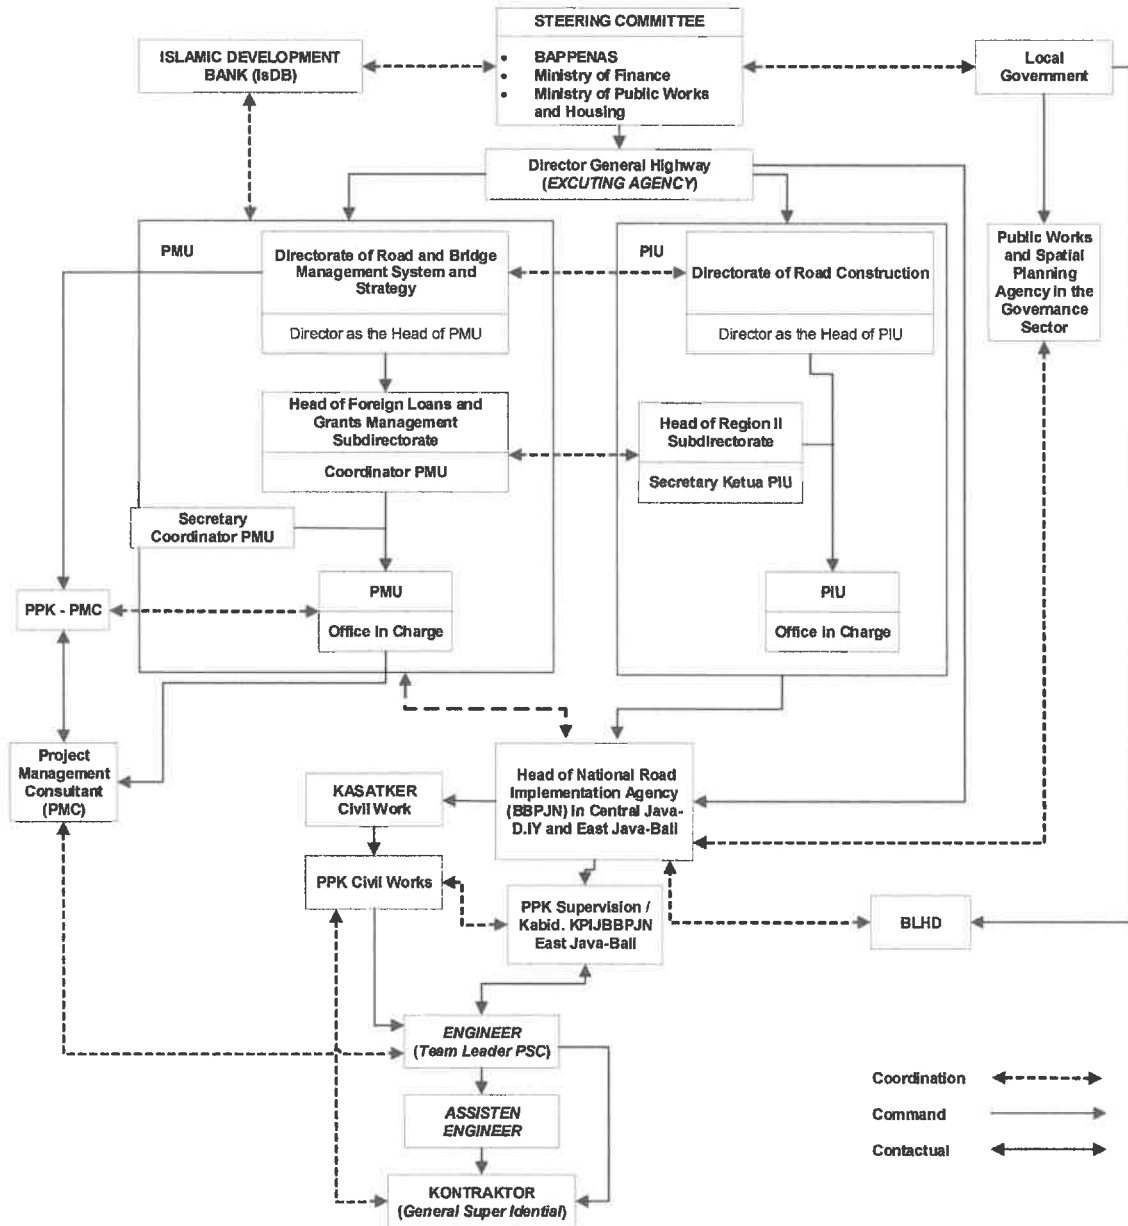 STEERING COMMITTEE
• BAPPENAS
• Ministry of Finance
• Ministry of Public Works
and Housing
ISLAMIC DEVELOPMENT
BANK (IsDB)
Local
Government
Director General Highway
(EXCUTING AGENCY)
PMU
Directorate of Road and Bridge
Management System and
Strategy
Director as the Head of PMU
PIU
Directorate of Road Construction
Director as the Head of PIU
Public Works
and Spatial
Planning
Agency in the
Governance
Sector
Head of Foreign Loans and
Grants Management
Subdirectorate
Coordinator PMU
Head of Region II
Subdirectorate
Secretary Ketua PIU
Secretary
Coordinator PMU
PMU
Office in Charge
PIU
Office in Charge
PPK - PMC
Project
Management
Consultant
(PMC)
KASATKER
Civil Work
Head of National Road
Implementation Agency
(BBPJN) in Central Java-
D.IY and East Java-Bali
PPK Civil Works
PPK Supervision /
Kabid. KPIJBBPJN
East Java-Bali
BLHD
ENGINEER
(Team Leader PSC)
ASSISTEN
ENGINEER
KONTRAKTOR
(General Super Idential)
Coordination
Command
Contactual